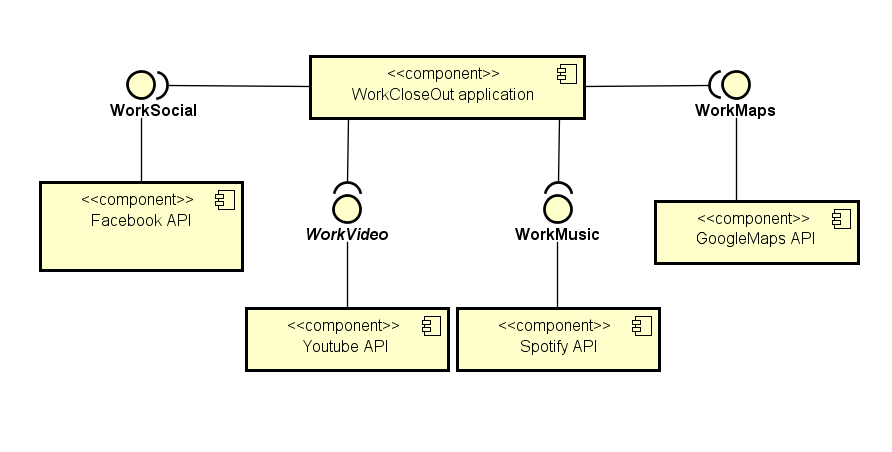 <<component>>
WorkCloseOut application
WorkSocial
WorkMaps
<<component>>
Facebook API
<<component>>
GoogleMaps API
WorkVideo
WorkMusic
<<component>>
Youtube API
<<component>>
Spotify API